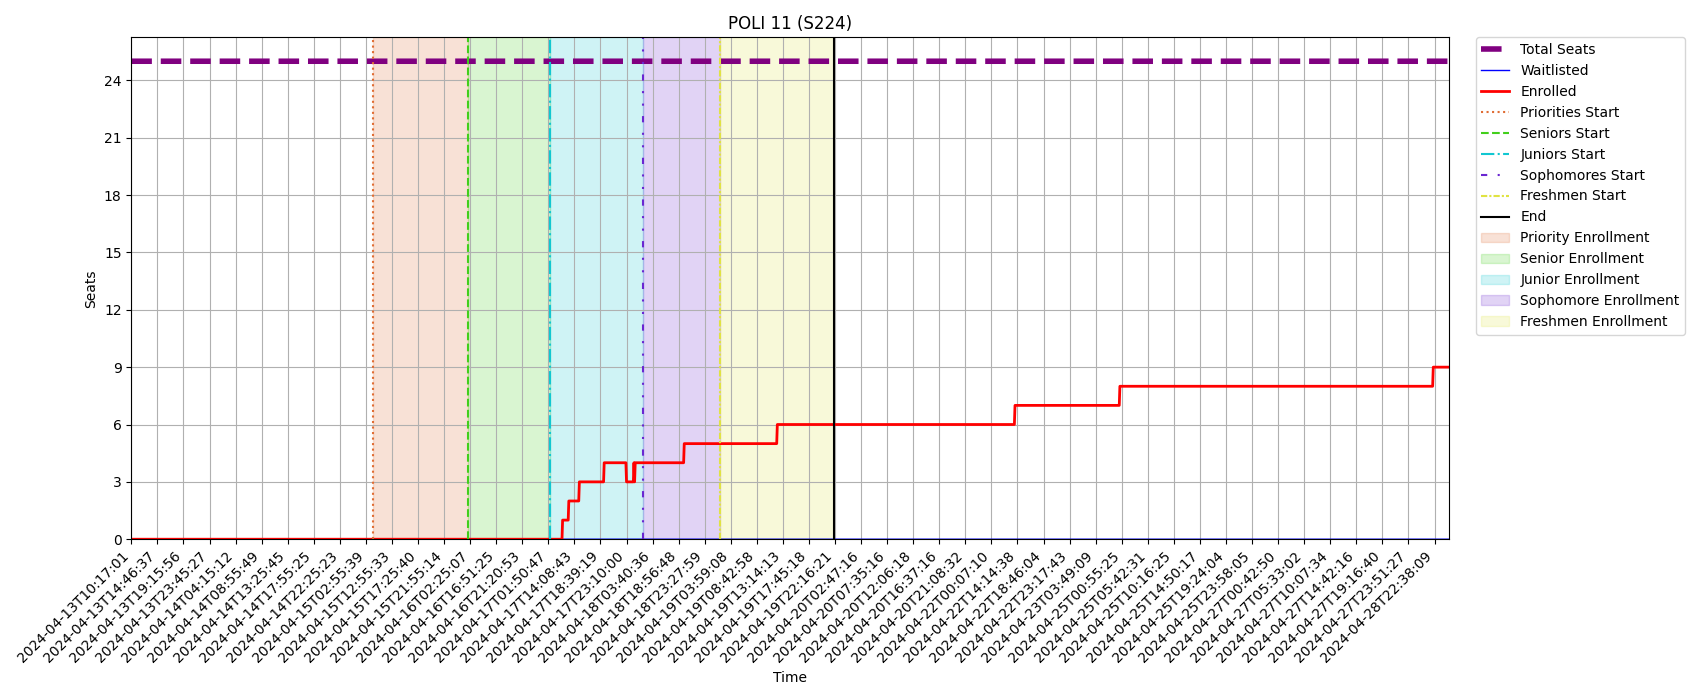 POLI 11 (S224)
Seats
24
21
18
15
12
9
6
3
0
2024-04-13T10:17:01
2024-04-13T14:46:37
2024-04-13T19:15:56
2024-04-13T23:45:27
2024-04-14T04:15:12
2024-04-14T08:55:49
2024-04-14T13:25:45
2024-04-14T17:55:25
2024-04-14T22:25:23
2024-04-15T02:55:39
2024-04-15T12:55:33
2024-04-15T17:25:40
2024-04-15T21:55:14
2024-04-16T02:25:07
2024-04-16T16:51:25
2024-04-16T21:20:53
2024-04-17T01:50:47
2024-04-17T14:08:43
2024-04-17T18:39:19
2024-04-17T23:10:00
2024-04-18T03:40:36
2024-04-18T18:56:48
2024-04-18T23:27:59
2024-04-19T03:59:08
2024-04-19T08:42:58
2024-04-19T13:14:13
2024-04-19T17:45:18
2024-04-19T22:16:21
2024-04-20T02:47:16
2024-04-20T07:35:16
2024-04-20T12:06:18
2024-04-20T16:37:16
2024-04-20T21:08:32
2024-04-22T00:07:10
2024-04-22T14:14:38
2024-04-22T18:46:04
2024-04-22T23:17:43
2024-04-23T03:49:09
2024-04-25T00:55:25
2024-04-25T05:42:31
2024-04-25T10:16:25
2024-04-25T14:50:17
2024-04-25T19:24:04
2024-04-25T23:58:05
2024-04-27T00:42:50
2024-04-27T05:33:02
2024-04-27T10:07:34
2024-04-27T14:42:16
2024-04-27T19:16:40
2024-04-27T23:51:27
2024-04-28T22:38:09
Time
Total Seats
Waitlisted
Enrolled
Priorities Start
Seniors Start
Juniors Start
Sophomores Start
Freshmen Start
End
Priority Enrollment
Senior Enrollment
Junior Enrollment
Sophomore Enrollment
Freshmen Enrollment